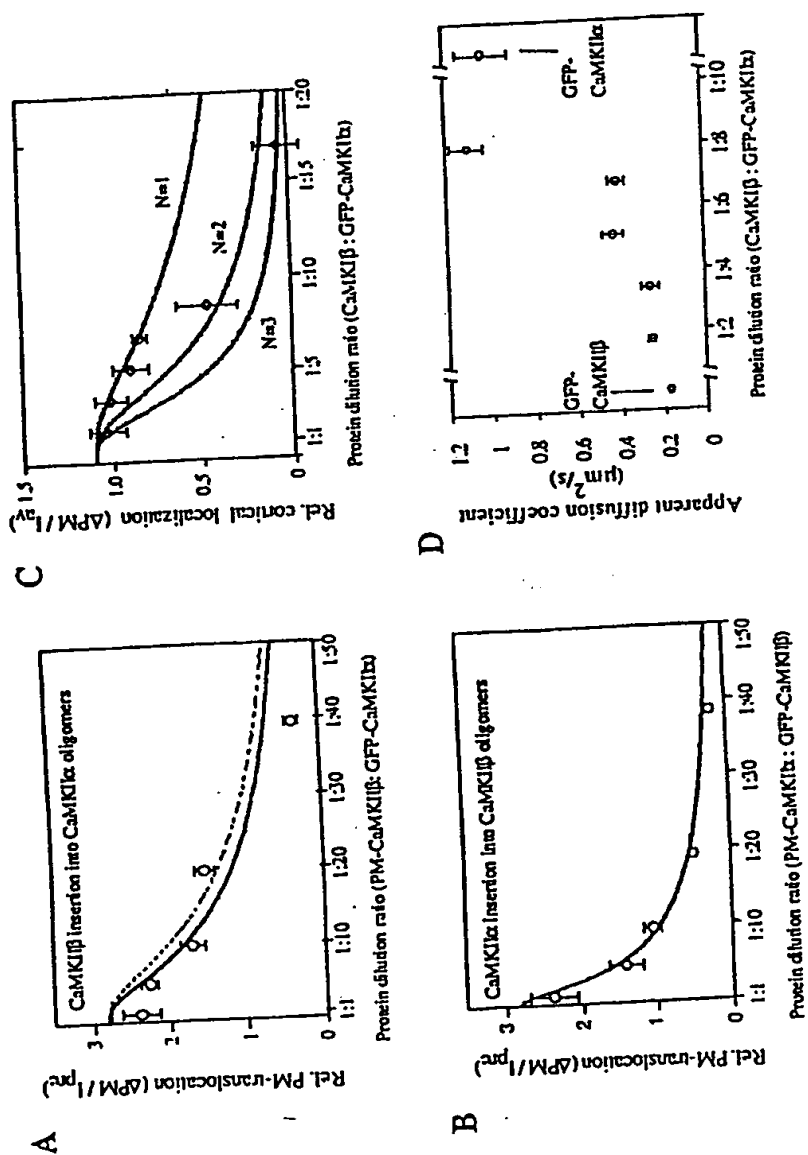 A
CaMKIIβ insertion into CaMKIIα oligomers
Rel. PM-translocation (ΔPM / I pre)
3
2
1
0
1:1
1:10
1:20
1:30
1:40
1:50
Protein dilution ratio (PM-CaMKIIβ: GFP-CaMKIIα)
B
CaMKIIα insertion into CaMKIIβ oligomers
Rel. PM-translocation (ΔPM / I pre)
3
2
1
0
1:1
1:10
1:20
1:30
1:40
1:50
Protein dilution ratio (PM-CaMKIIα : GFP-CaMKIIβ)
C
Rel. cortical localization (ΔPM / I av)
1.5
1.0
0.5
0
N=1
N=2
N=3
1:1
1:5
1:10
1:15
1:20
Protein dilution ratio (CaMKIIβ : GFP-CaMKIIα)
D
Apparent diffusion coefficient
(µm²/s)
1.2
1
0.8
0.6
0.4
0.2
0
GFP-
CaMKIIβ
GFP-
CaMKIIα
1:2
1:4
1:6
1:8
1:10
Protein dilution ratio (CaMKIIβ : GFP-CaMKIIα)